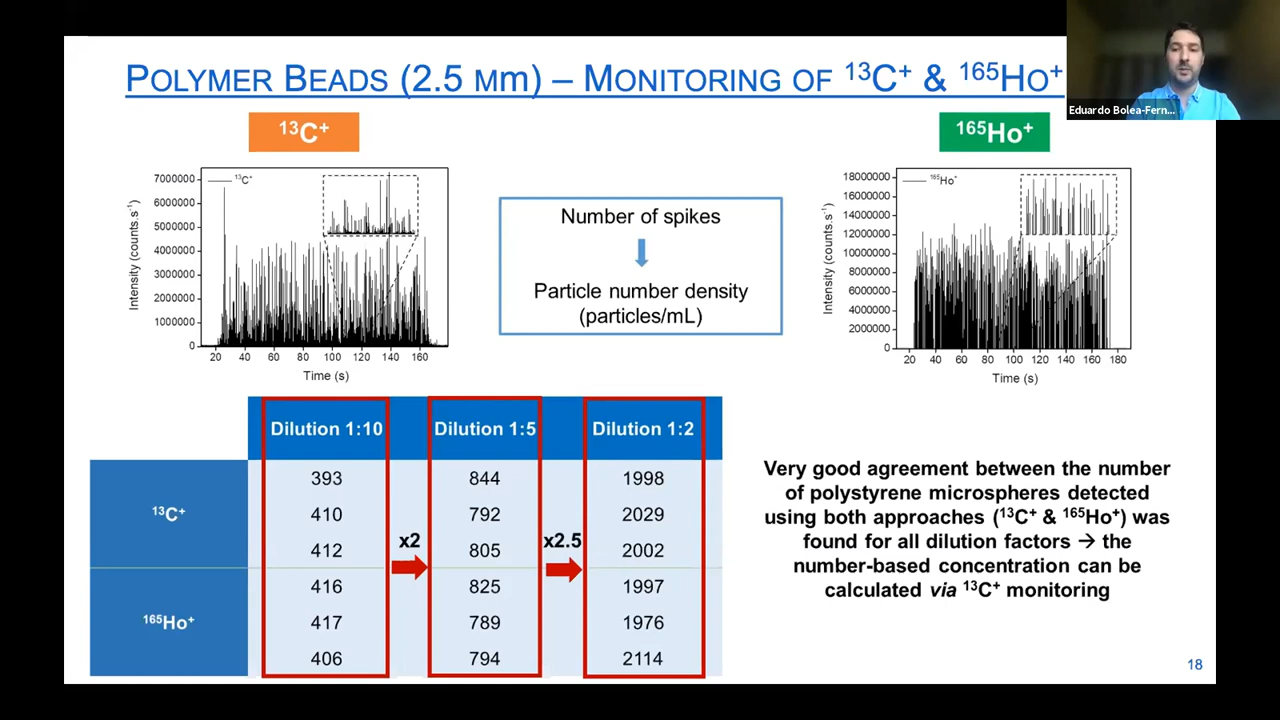 POLYMER BEADS (2.5 MM) – MONITORING OF ¹³C⁺ & ¹⁶⁵HO⁺
Eduardo Bolea-Fern...
¹³C⁺
¹⁶⁵Ho⁺
7000000
6000000
5000000
4000000
3000000
2000000
1000000
0
¹³C⁺
Intensity (counts.s⁻¹)
20 40 60 80 100 120 140 160
Time (s)
Number of spikes
Particle number density
(particles/mL)
18000000
16000000
14000000
12000000
10000000
8000000
6000000
4000000
2000000
0
¹⁶⁵Ho⁺
Intensity (counts.s⁻¹)
20 40 60 80 100 120 140 160 180
Time (s)
Dilution 1:10 Dilution 1:5 Dilution 1:2
¹³C⁺
393 844 1998
410 792 2029
412 805 2002
x2 x2.5
¹⁶⁵Ho⁺
416 825 1997
417 789 1976
406 794 2114
Very good agreement between the number
of polystyrene microspheres detected
using both approaches (¹³C⁺ & ¹⁶⁵Ho⁺) was
found for all dilution factors → the
number-based concentration can be
calculated via ¹³C⁺ monitoring
18